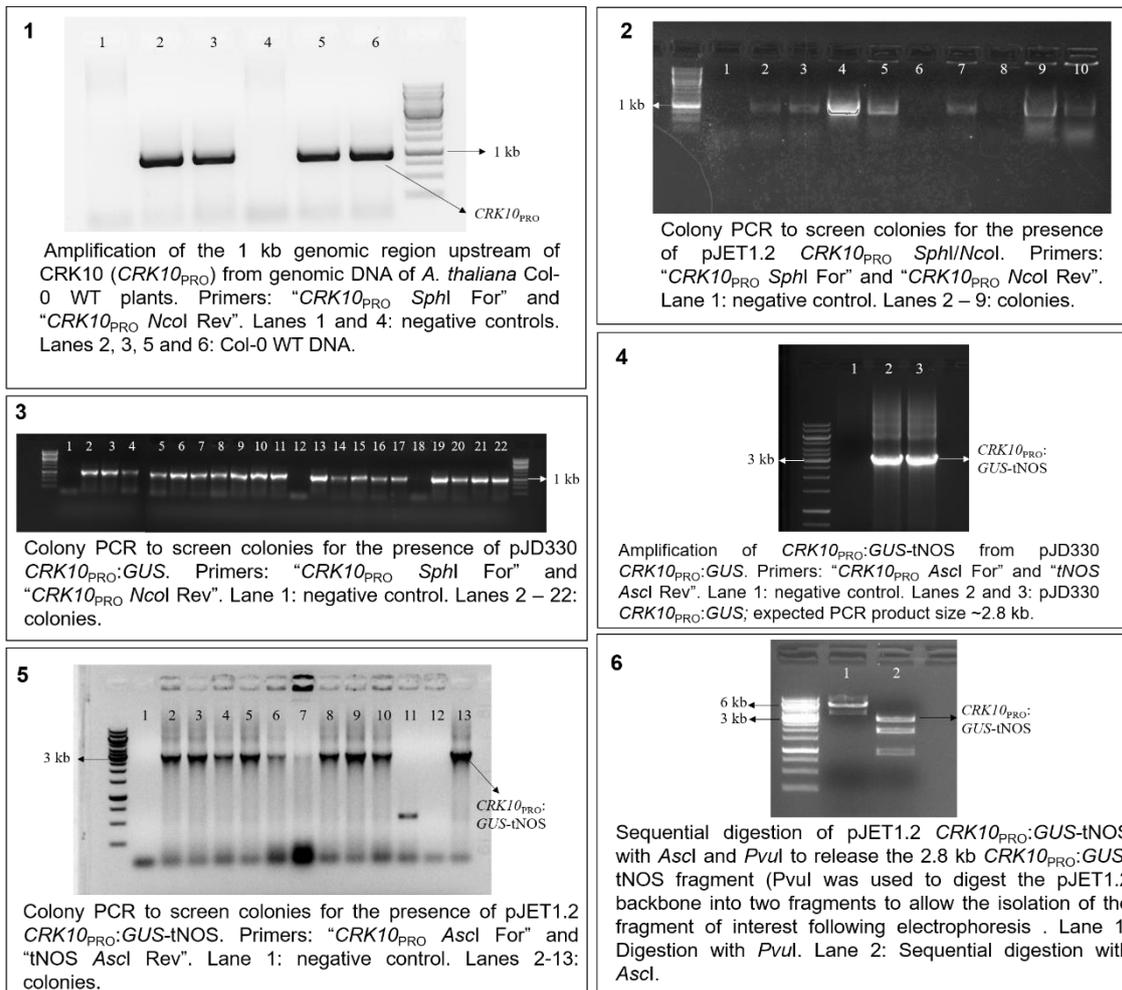 1
1 2 3 4 5 6
1 kb
CRK10PRO
Amplification of the 1 kb genomic region upstream of
CRK10 (CRK10PRO) from genomic DNA of A. thaliana Col-
0 WT plants. Primers: “CRK10PRO SphI For” and
“CRK10PRO NcoI Rev”. Lanes 1 and 4: negative controls.
Lanes 2, 3, 5 and 6: Col-0 WT DNA.
2
1 2 3 4 5 6 7 8 9 10
1 kb
Colony PCR to screen colonies for the presence
of pJET1.2 CRK10PRO SphI/NcoI. Primers:
“CRK10PRO SphI For” and “CRK10PRO NcoI Rev”.
Lane 1: negative control. Lanes 2 – 9: colonies.
3
1 2 3 4 5 6 7 8 9 10 11 12 13 14 15 16 17 18 19 20 21 22
1 kb
Colony PCR to screen colonies for the presence of pJD330
CRK10PRO:GUS. Primers: “CRK10PRO SphI For” and
“CRK10PRO NcoI Rev”. Lane 1: negative control. Lanes 2 – 22:
colonies.
4
1 2 3
3 kb
CRK10PRO:
GUS-tNOS
Amplification of CRK10PRO:GUS-tNOS from pJD330
CRK10PRO:GUS. Primers: “CRK10PRO AscI For” and “tNOS
AscI Rev”. Lane 1: negative control. Lanes 2 and 3: pJD330
CRK10PRO:GUS; expected PCR product size ~2.8 kb.
5
1 2 3 4 5 6 7 8 9 10 11 12 13
3 kb
CRK10PRO:
GUS-tNOS
Colony PCR to screen colonies for the presence of pJET1.2
CRK10PRO:GUS-tNOS. Primers: “CRK10PRO AscI For” and
“tNOS AscI Rev”. Lane 1: negative control. Lanes 2-13:
colonies.
6
1 2
6 kb
3 kb
CRK10PRO:
GUS-tNOS
Sequential digestion of pJET1.2 CRK10PRO:GUS-tNOS
with AscI and PvuI to release the 2.8 kb CRK10PRO:GUS
tNOS fragment (PvuI was used to digest the pJET1.2
backbone into two fragments to allow the isolation of the
fragment of interest following electrophoresis . Lane 1
Digestion with PvuI. Lane 2: Sequential digestion with
AscI.